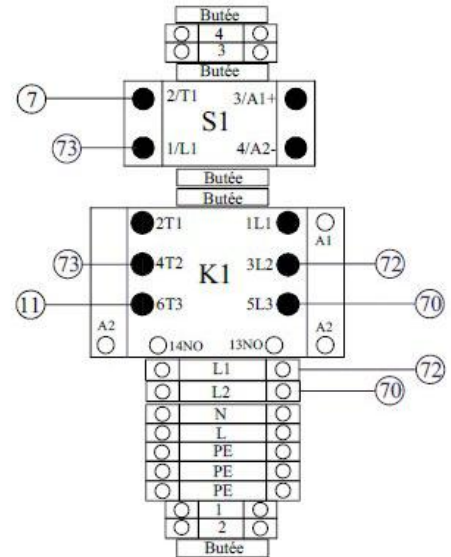 Butée
4
3
Butée
7 2/T1 3/A1+
S1
73 1/L1 4/A2-
Butée
Butée
2T1 1L1
A1
73 4T2 3L2 72
K1
11 6T3 5L3 70
A2 A2
14NO 13NO
L1 72
L2 70
N
L
PE
PE
PE
1
2
Butée